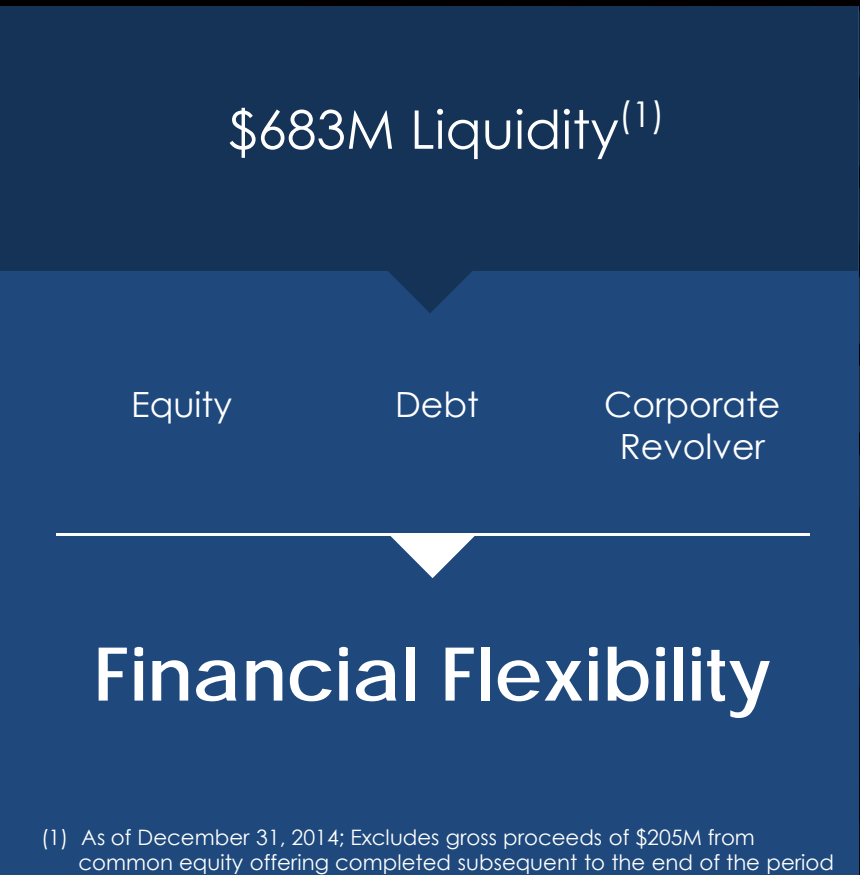 $683M Liquidity(1)
Equity
Debt
Corporate
Revolver
Financial Flexibility
(1) As of December 31, 2014; Excludes gross proceeds of $205M from
common equity offering completed subsequent to the end of the period